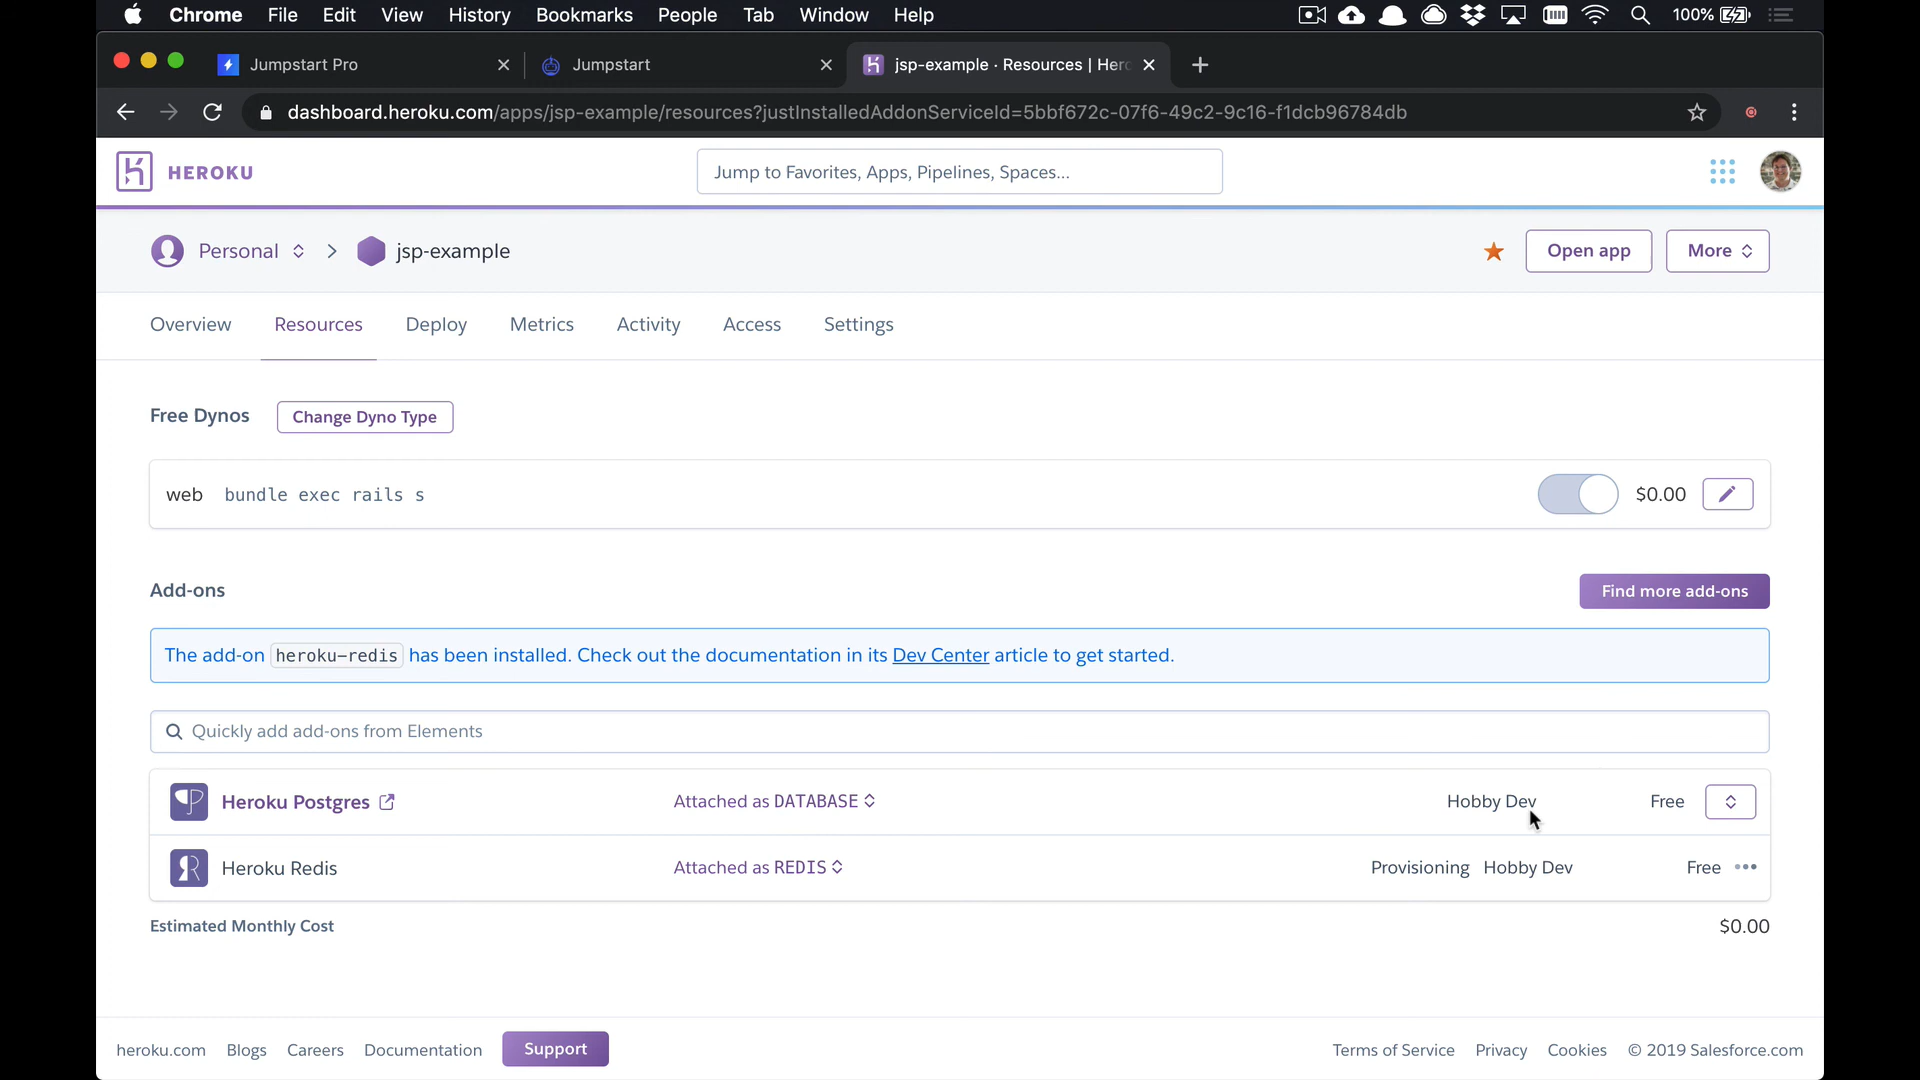 Chrome File Edit View History Bookmarks People Tab Window Help 100%
Jumpstart Pro Jumpstart jsp-example · Resources | Hero
dashboard.heroku.com/apps/jsp-example/resources?justInstalledAddonServiceId=5bbf672c-07f6-49c2-9c16-f1dcb96784db
HEROKU Jump to Favorites, Apps, Pipelines, Spaces...
Personal jsp-example Open app More
Overview Resources Deploy Metrics Activity Access Settings
Free Dynos Change Dyno Type
web bundle exec rails s $0.00
Add-ons Find more add-ons
The add-on heroku-redis has been installed. Check out the documentation in its Dev Center article to get started.
Quickly add add-ons from Elements
Heroku Postgres Attached as DATABASE Hobby Dev Free
Heroku Redis Attached as REDIS Provisioning Hobby Dev Free
Estimated Monthly Cost $0.00
heroku.com Blogs Careers Documentation Support Terms of Service Privacy Cookies © 2019 Salesforce.com